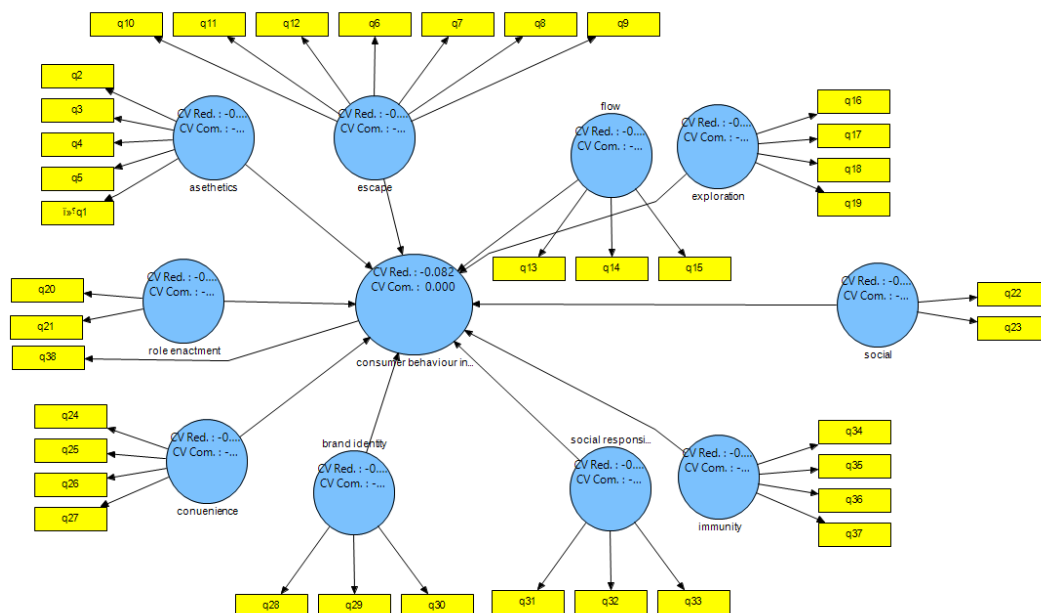 q10
q11
q12
q6
q7
q8
q9
q2
q3
q4
q5
ï»¿q1
CV Red. : -0....
CV Com. : -...
asethetics
CV Red. : -0....
CV Com. : -...
escape
flow
CV Red. : -0....
CV Com. : -...
CV Red. : -0....
CV Com. : -...
exploration
q16
q17
q18
q19
q13
q14
q15
q20
q21
q38
CV Red. : -0....
CV Com. : -...
role enactment
CV Red. : -0.082
CV Com. : 0.000
consumer behaviour in...
CV Red. : -0....
CV Com. : -...
social
q22
q23
q24
q25
q26
q27
CV Red. : -0....
CV Com. : -...
conuenience
brand identity
CV Red. : -0....
CV Com. : -...
social responsi...
CV Red. : -0....
CV Com. : -...
CV Red. : -0....
CV Com. : -...
immunity
q34
q35
q36
q37
q28
q29
q30
q31
q32
q33